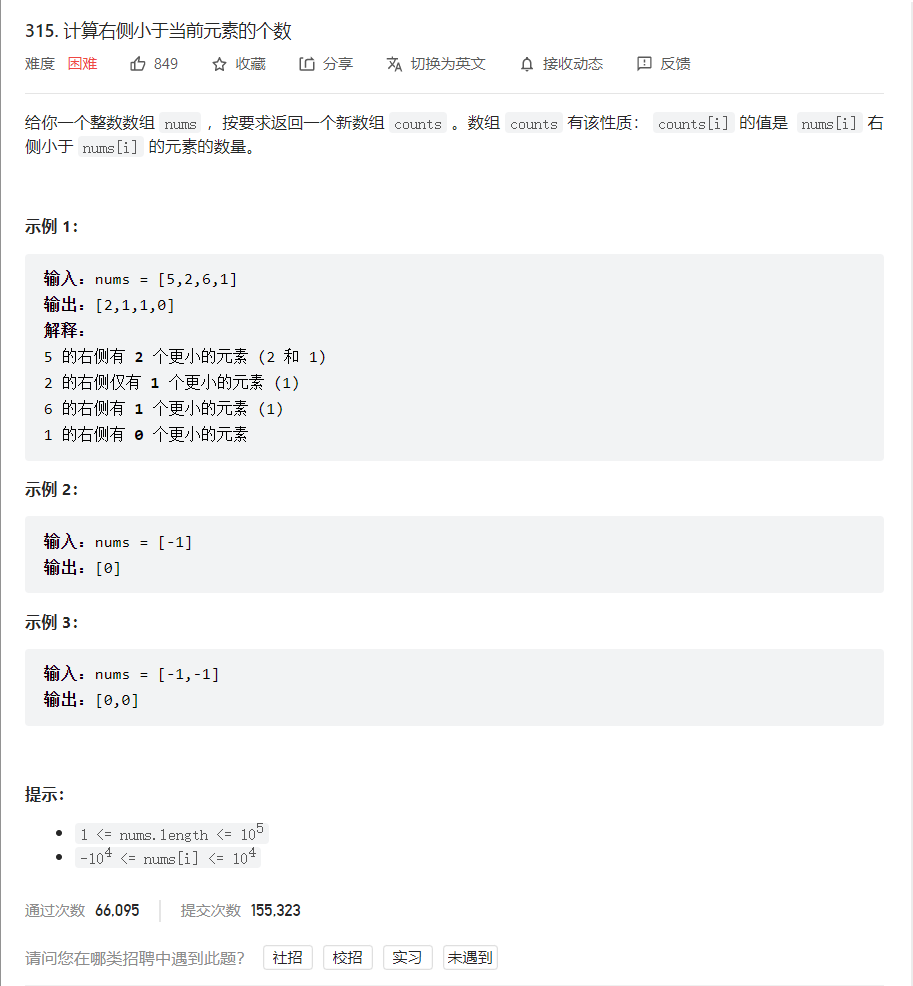 315. 计算右侧小于当前元素的个数
难度 困难 849 收藏 分享 切换为英文 接收动态 反馈
给你一个整数数组 nums ，按要求返回一个新数组 counts 。数组 counts 有该性质： counts[i] 的值是 nums[i] 右
侧小于 nums[i] 的元素的数量。
示例 1：
输入：nums = [5,2,6,1]
输出：[2,1,1,0]
解释：
5 的右侧有 2 个更小的元素 (2 和 1)
2 的右侧仅有 1 个更小的元素 (1)
6 的右侧有 1 个更小的元素 (1)
1 的右侧有 0 个更小的元素
示例 2：
输入：nums = [-1]
输出：[0]
示例 3：
输入：nums = [-1,-1]
输出：[0,0]
提示：
• 1 <= nums.length <= 10⁵
• -10⁴ <= nums[i] <= 10⁴
通过次数 66,095 提交次数 155,323
请问您在哪类招聘中遇到此题？ 社招 校招 实习 未遇到